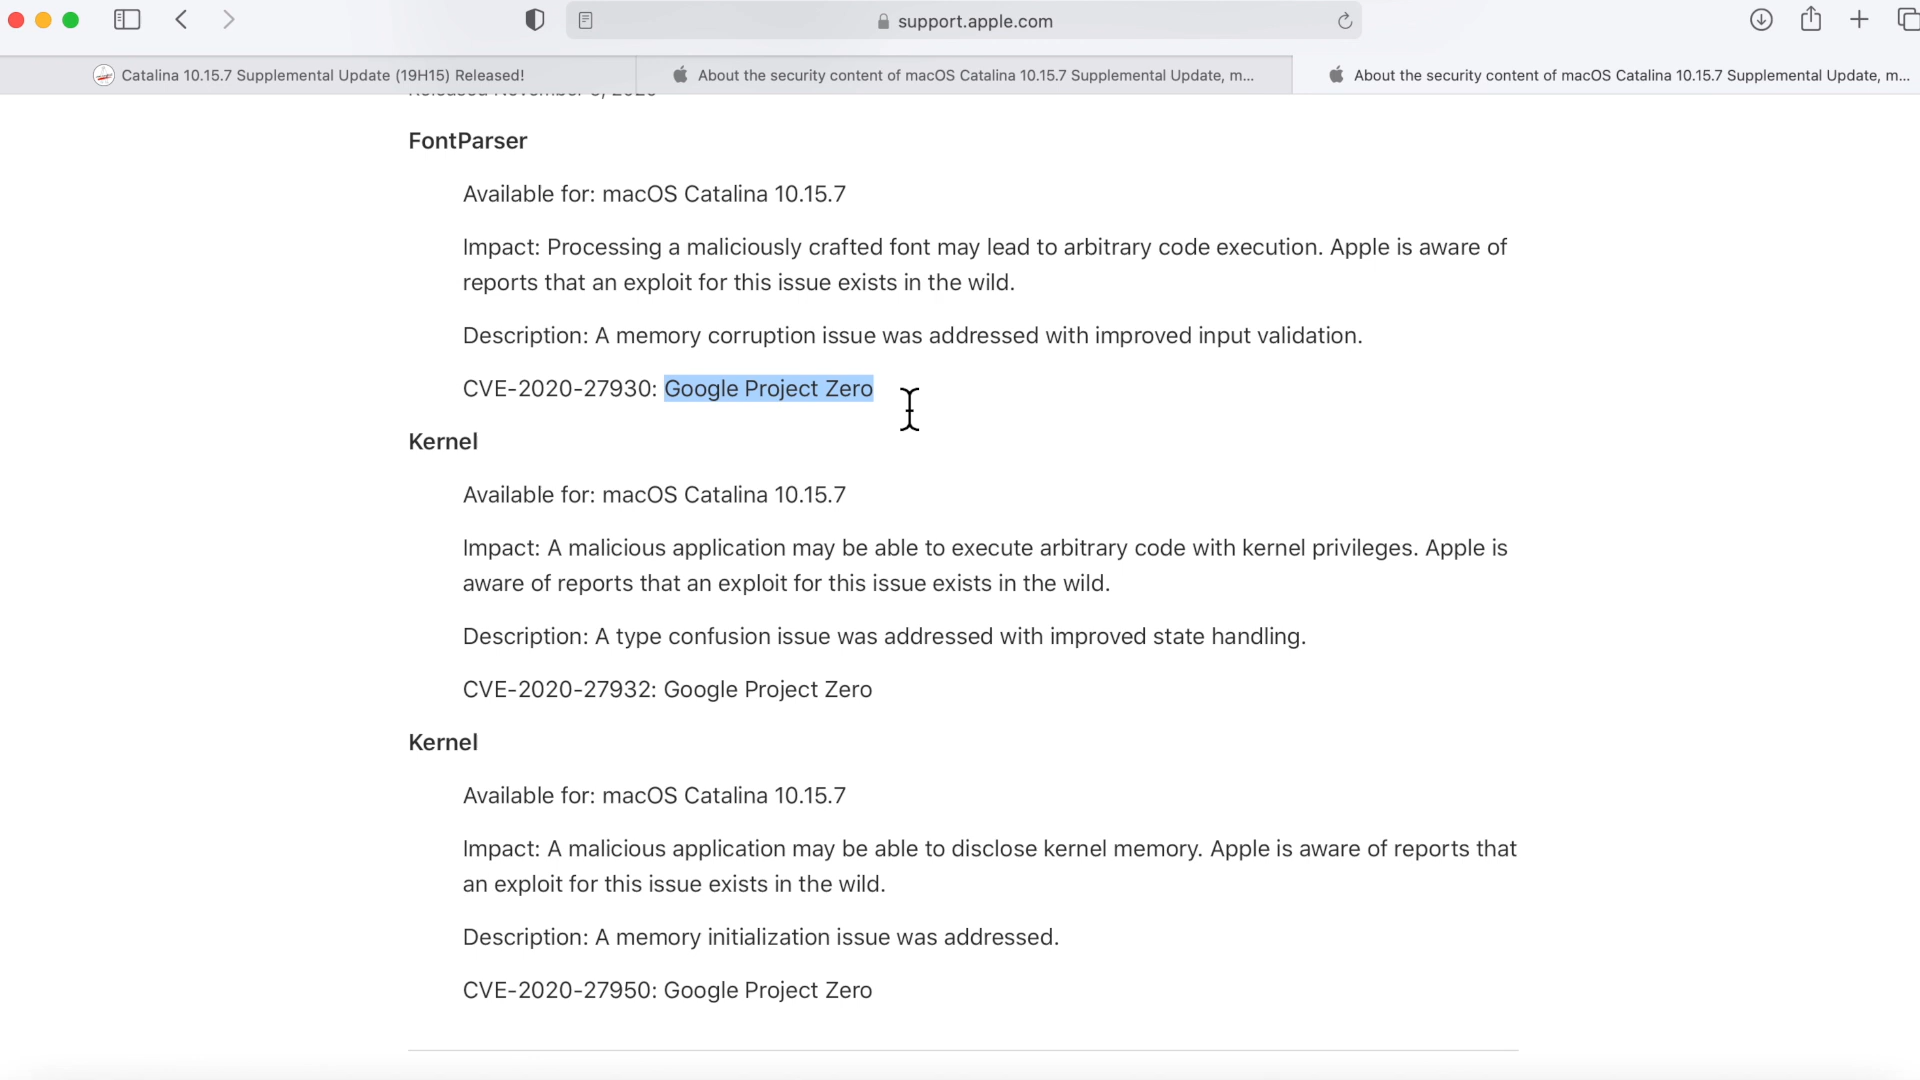 support.apple.com
Catalina 10.15.7 Supplemental Update (19H15) Released!
About the security content of macOS Catalina 10.15.7 Supplemental Update, m...
About the security content of macOS Catalina 10.15.7 Supplemental Update, m...
FontParser
Available for: macOS Catalina 10.15.7
Impact: Processing a maliciously crafted font may lead to arbitrary code execution. Apple is aware of
reports that an exploit for this issue exists in the wild.
Description: A memory corruption issue was addressed with improved input validation.
CVE-2020-27930: Google Project Zero
Kernel
Available for: macOS Catalina 10.15.7
Impact: A malicious application may be able to execute arbitrary code with kernel privileges. Apple is
aware of reports that an exploit for this issue exists in the wild.
Description: A type confusion issue was addressed with improved state handling.
CVE-2020-27932: Google Project Zero
Kernel
Available for: macOS Catalina 10.15.7
Impact: A malicious application may be able to disclose kernel memory. Apple is aware of reports that
an exploit for this issue exists in the wild.
Description: A memory initialization issue was addressed.
CVE-2020-27950: Google Project Zero